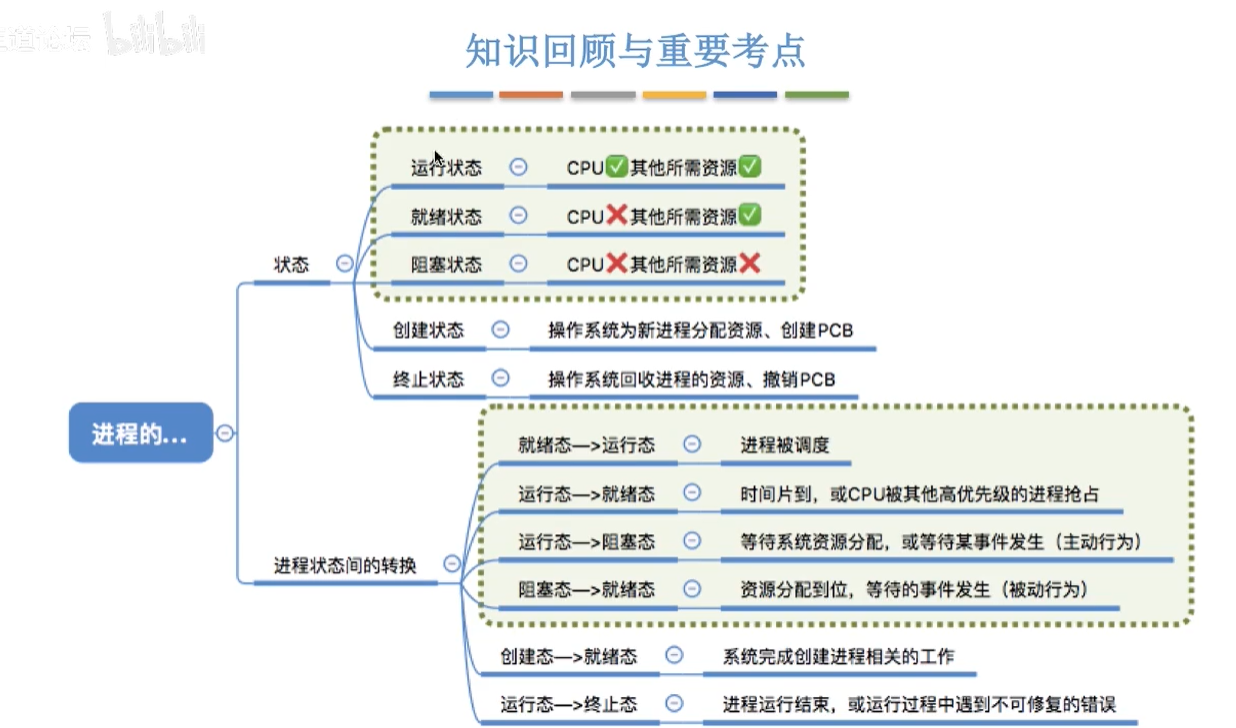 bilibili
知识回顾与重要考点
运行状态 CPU✅其他所需资源✅
就绪状态 CPU❌其他所需资源✅
状态 阻塞状态 CPU❌其他所需资源❌
创建状态 操作系统为新进程分配资源、创建PCB
终止状态 操作系统回收进程的资源、撤销PCB
进程的...
就绪态—>运行态 进程被调度
运行态—>就绪态 时间片到，或CPU被其他高优先级的进程抢占
运行态—>阻塞态 等待系统资源分配，或等待某事件发生（主动行为）
进程状态间的转换
阻塞态—>就绪态 资源分配到位，等待的事件发生（被动行为）
创建态—>就绪态 系统完成创建进程相关的工作
运行态—>终止态 进程运行结束，或运行过程中遇到不可修复的错误